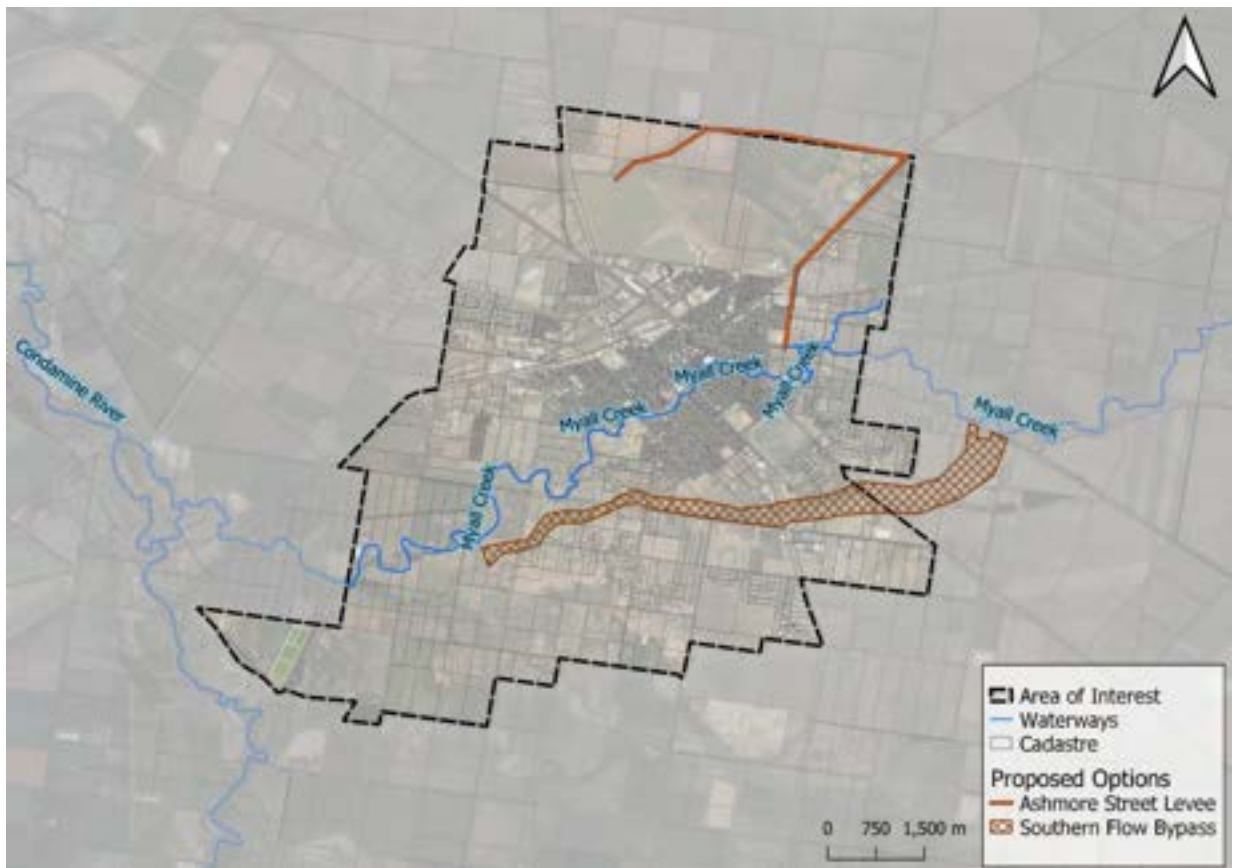 Condamine River
Myall Creek
Myall Creek
Myall Creek
Myall Creek
Myall Creek
Area of Interest
Waterways
Cadastre
Proposed Options
Ashmore Street Levee
Southern Flow Bypass
0 750 1,500 m